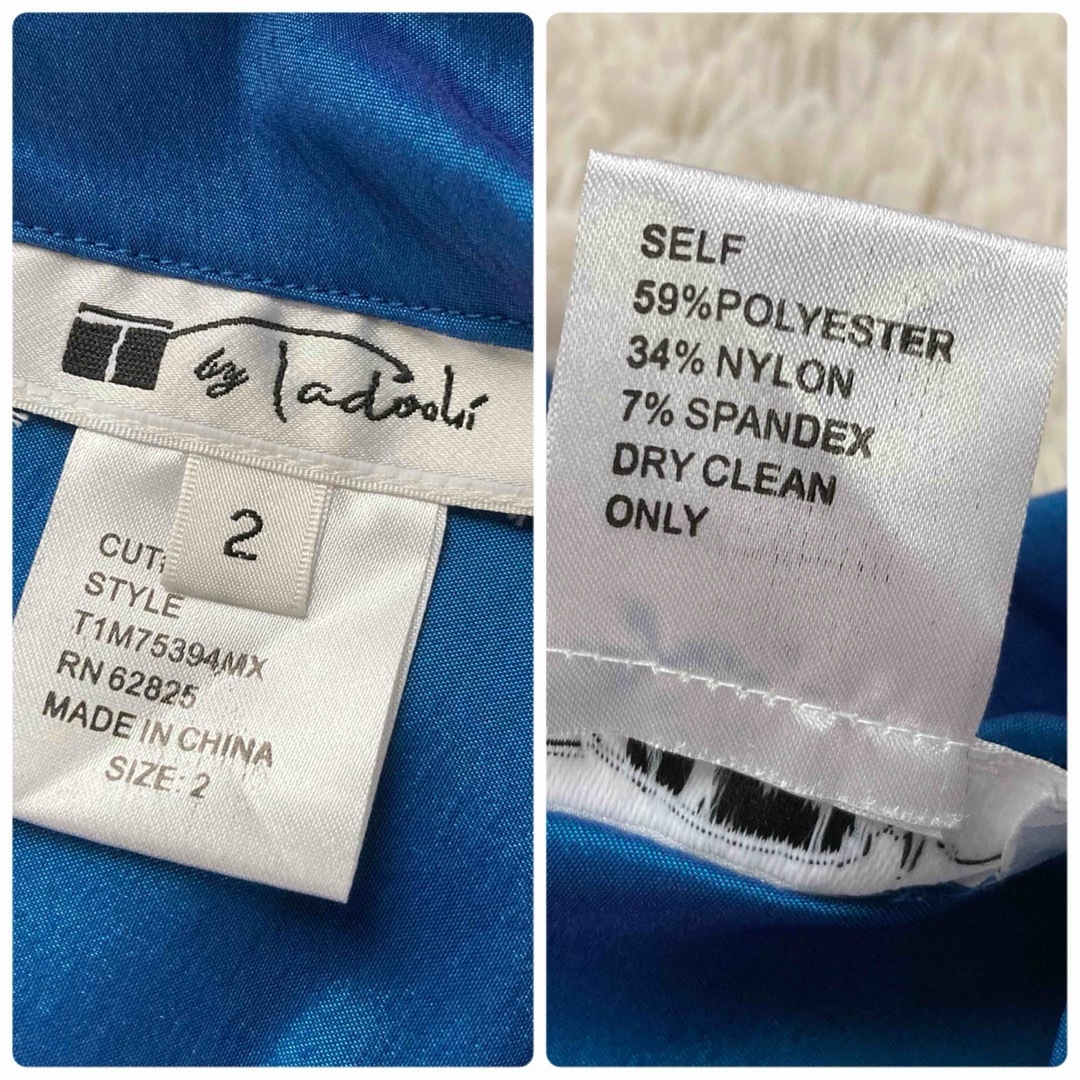 T by Tadashi
2
CUT#
STYLE
T1M75394MX
RN 62825
MADE IN CHINA
SIZE: 2
SELF
59%POLYESTER
34% NYLON
7% SPANDEX
DRY CLEAN
ONLY